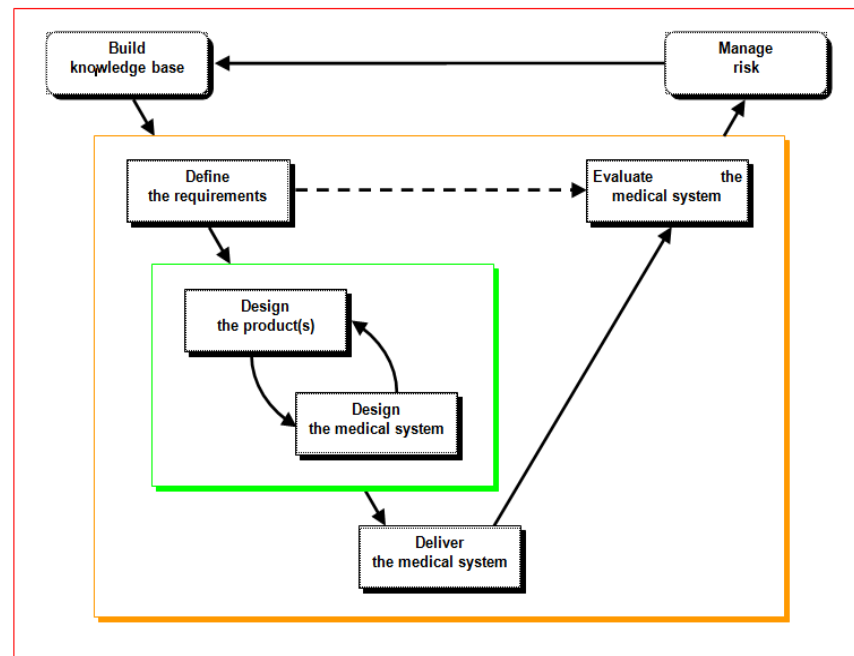 Build
knowledge base
Manage
risk
Define
the requirements
Evaluate the
medical system
Design
the product(s)
Design
the medical system
Deliver
the medical system